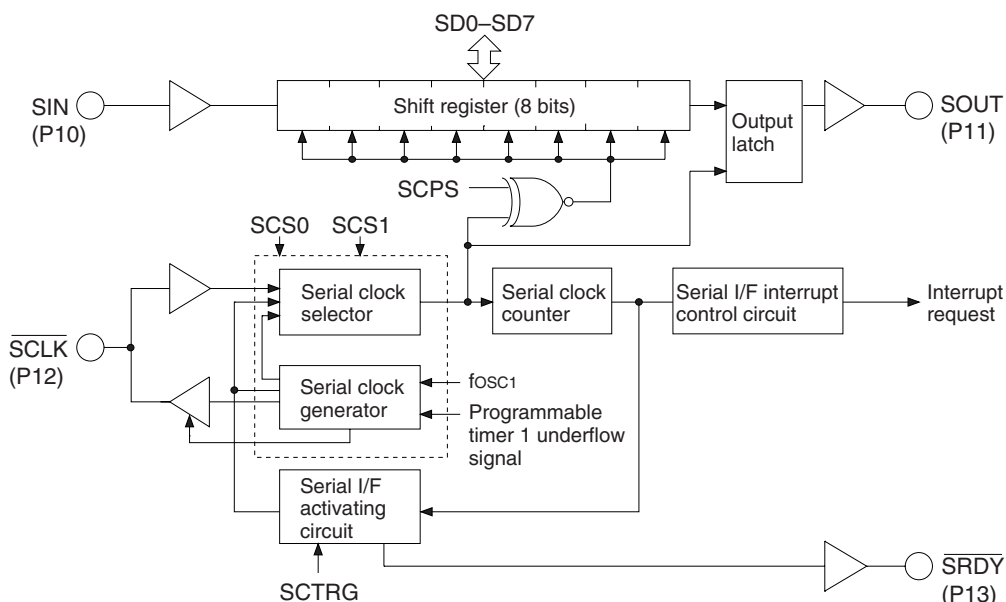 SD0–SD7
SIN
(P10)
Shift register (8 bits)
Output
latch
SOUT
(P11)
SCPS
SCS0
SCS1
Serial clock
selector
Serial clock
counter
Serial I/F interrupt
control circuit
Interrupt
request
SCLK
(P12)
Serial clock
generator
fOSC1
Programmable
timer 1 underflow
signal
Serial I/F
activating
circuit
SCTRG
SRDY
(P13)